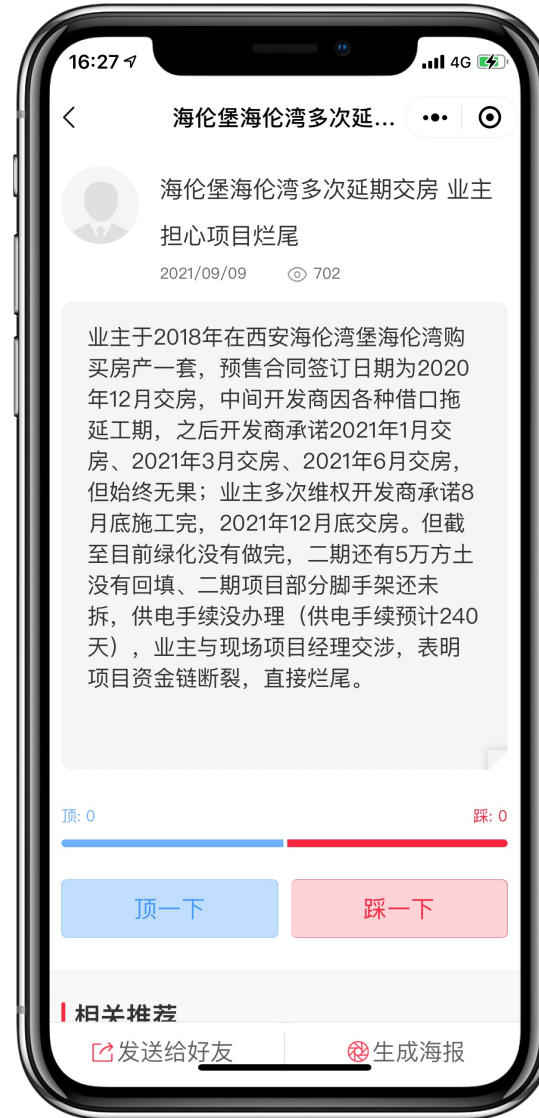 16:27
4G
海伦堡海伦湾多次延...
海伦堡海伦湾多次延期交房 业主
担心项目烂尾
2021/09/09 702
业主于2018年在西安海伦湾堡海伦湾购
买房产一套，预售合同签订日期为2020
年12月交房，中间开发商因各种借口拖
延工期，之后开发商承诺2021年1月交
房、2021年3月交房、2021年6月交房，
但始终无果；业主多次维权开发商承诺8
月底施工完，2021年12月底交房。但截
至目前绿化没有做完，二期还有5万方土
没有回填、二期项目部分脚手架还未
拆，供电手续没办理（供电手续预计240
天），业主与现场项目经理交涉，表明
项目资金链断裂，直接烂尾。
顶: 0
踩: 0
顶一下
踩一下
相关推荐
发送给好友
生成海报